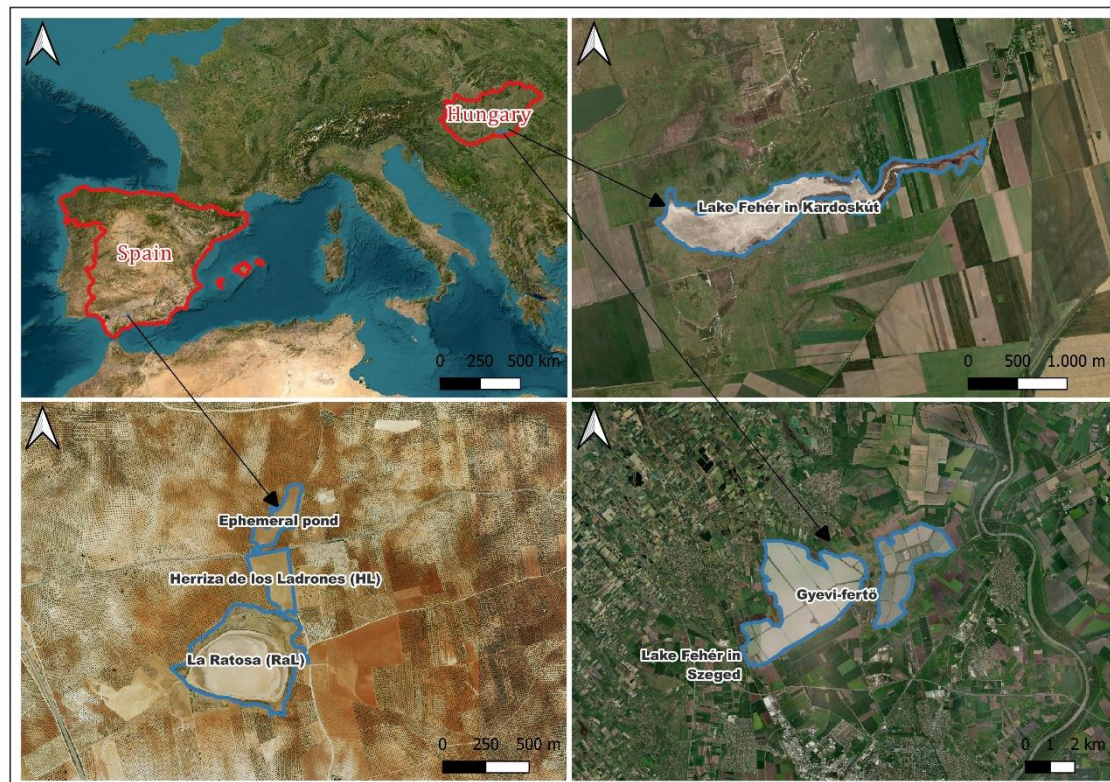 Hungary
Spain
0 250 500 km
Lake Fehér in Kardoskút
0 500 1.000 m
Ephemeral pond
Herriza de los Ladrones (HL)
La Ratosa (RaL)
0 250 500 m
Gyevi-fertö
Lake Fehér in
Szeged
0 1 2 km